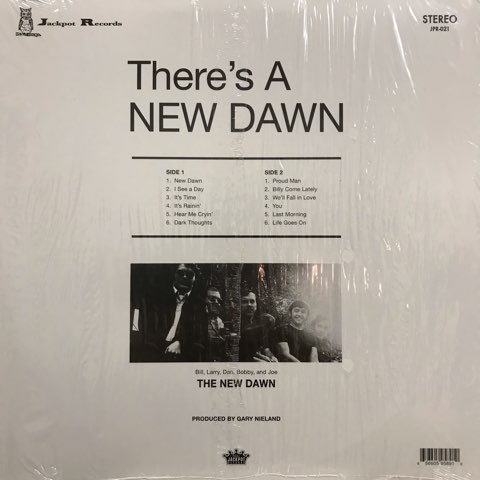 Jackpot Records
STEREO
JPR-021
There's A
NEW DAWN
SIDE 1
1. New Dawn
2. I See a Day
3. It's Time
4. It's Rainin'
5. Hear Me Cryin'
6. Dark Thoughts
SIDE 2
1. Proud Man
2. Billy Come Lately
3. We'll Fall in Love
4. You
5. Last Morning
6. Life Goes On
Bill, Larry, Dan, Bobby, and Joe
THE NEW DAWN
PRODUCED BY GARY NIELAND